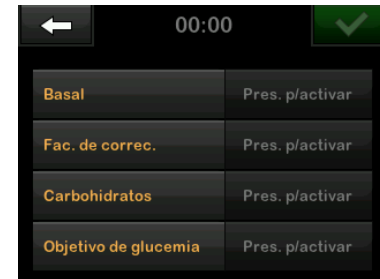 00:00
Basal Pres. p/activar
Fac. de correc. Pres. p/activar
Carbohidratos Pres. p/activar
Objetivo de glucemia Pres. p/activar